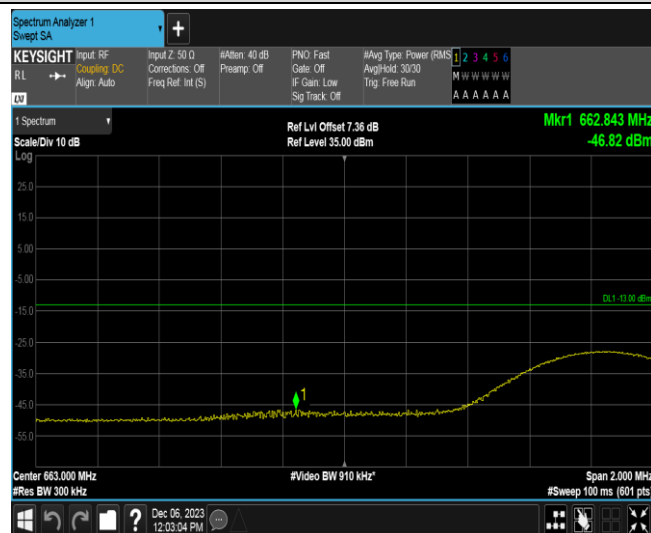 Spectrum Analyzer 1
Swept SA
+
KEYSIGHT Input: RF Input Z: 50 Ω #Atten: 40 dB PNO: Fast #Avg Type: Power (RMS 1 2 3 4 5 6
RL Coupling: DC Corrections: Off Preamp: Off Gate: Off Avg|Hold: 30/30 M W W W W W
Align: Auto Freq Ref: Int (S) IF Gain: Low Trig: Free Run
Sig Track: Off A A A A A A
1 Spectrum Ref Lvl Offset 7.36 dB Mkr1 662.843 MHz
Scale/Div 10 dB Ref Level 35.00 dBm -46.82 dBm
Log
25.0
15.0
5.00
-5.00
DL1 -13.00 dBm
-15.0
-25.0
-35.0
1
-45.0
-55.0
Center 663.000 MHz #Video BW 910 kHz* Span 2.000 MHz
#Res BW 300 kHz #Sweep 100 ms (601 pts)
? Dec 06, 2023
12:03:04 PM